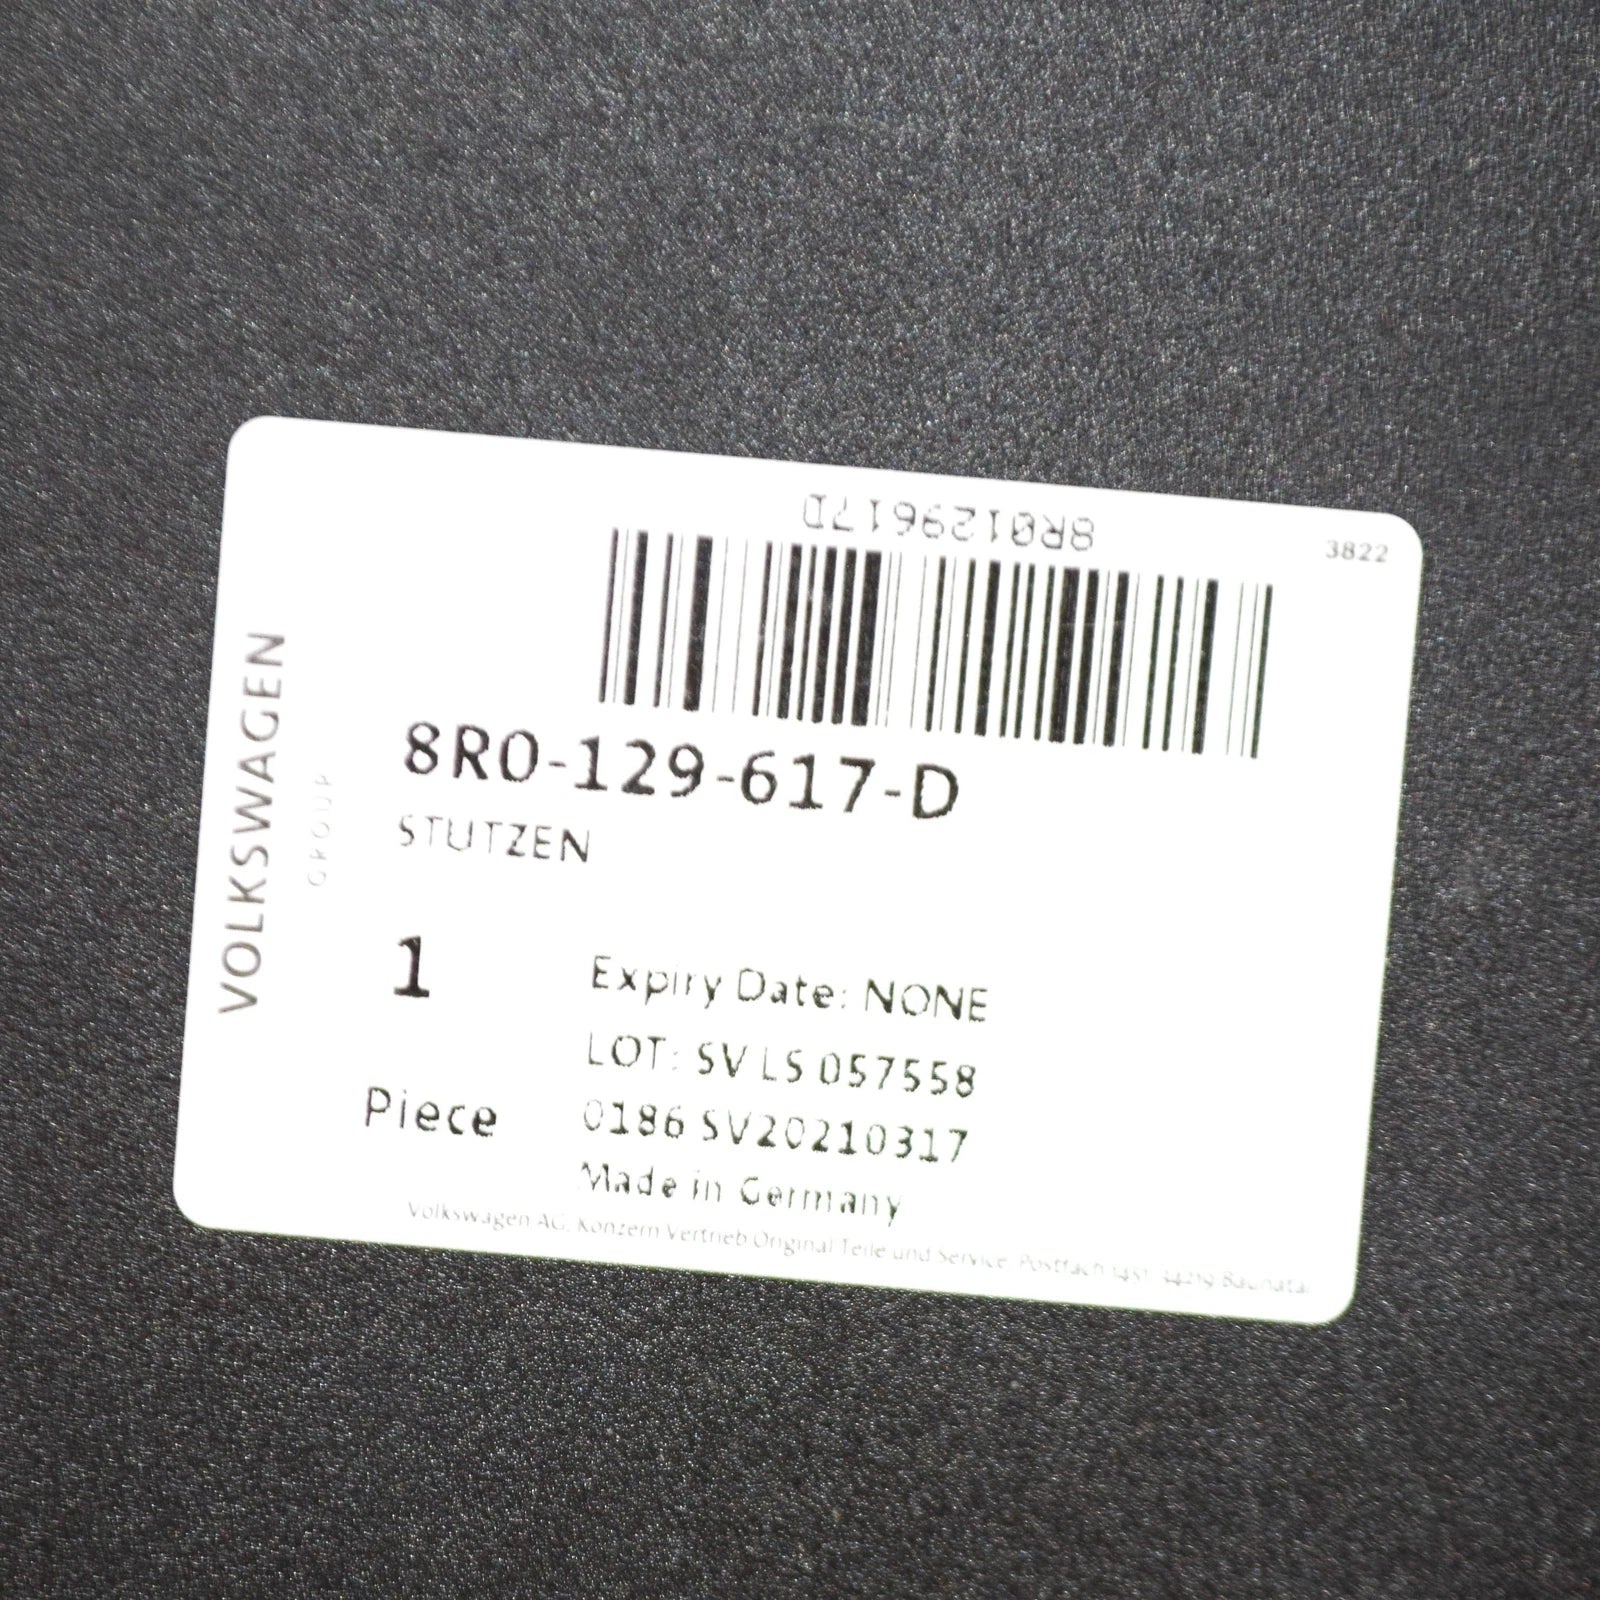 8R0129617D
3822
8R0-129-617-D
STUTZEN
VOLKSWAGEN
GROUP
1
Piece
Expiry Date: NONE
LOT: SV LS 057558
0186 SV20210317
Made in Germany
Volkswagen AG, Konzern Vertrieb Original Teile und Service, Postfach 1451, 34219 Baunatal